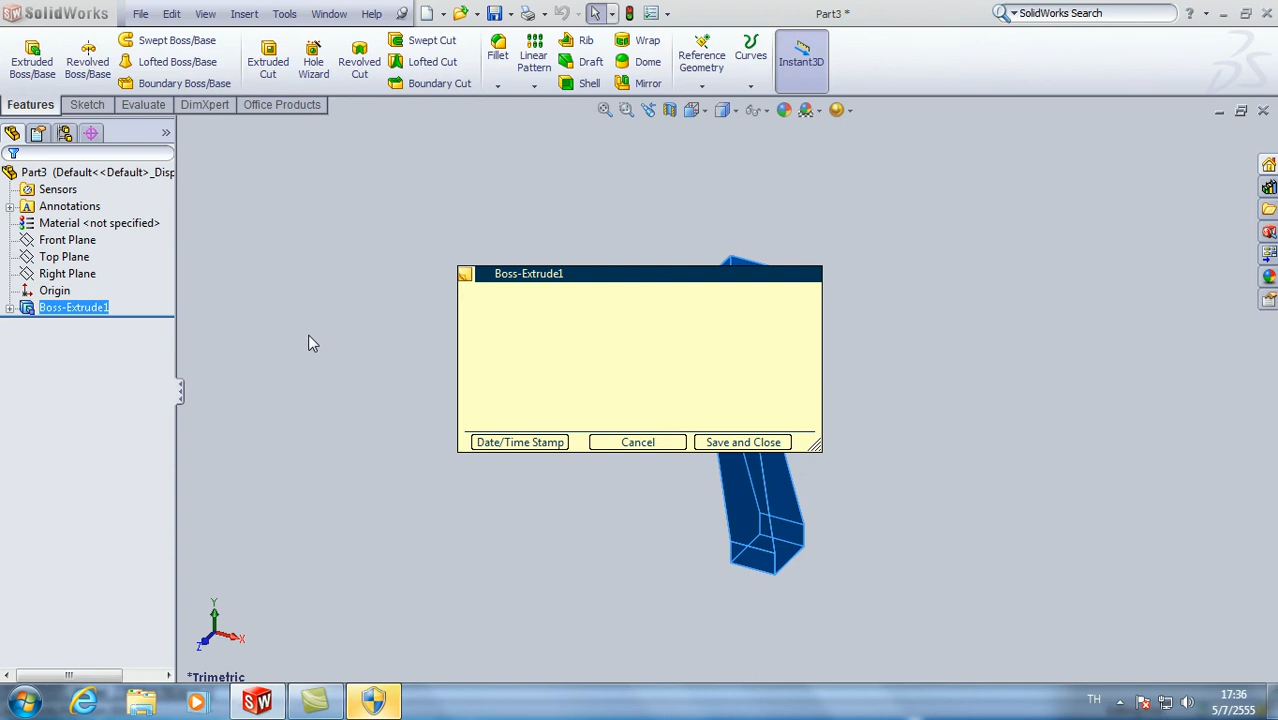 SolidWorks File Edit View Insert Tools Window Help Part3 * SolidWorks Search ?
Extruded Boss/Base
Revolved Boss/Base
Swept Boss/Base
Lofted Boss/Base
Boundary Boss/Base
Extruded Cut
Hole Wizard
Revolved Cut
Swept Cut
Lofted Cut
Boundary Cut
Fillet
Linear Pattern
Rib
Draft
Shell
Wrap
Dome
Mirror
Reference Geometry
Curves
Instant3D
Features Sketch Evaluate DimXpert Office Products
Part3 (Default<<Default>_Disp
Sensors
Annotations
Material <not specified>
Front Plane
Top Plane
Right Plane
Origin
Boss-Extrude1
Boss-Extrude1
Date/Time Stamp Cancel Save and Close
Y
X
Z
*Trimetric
TH
17:36
5/7/2555